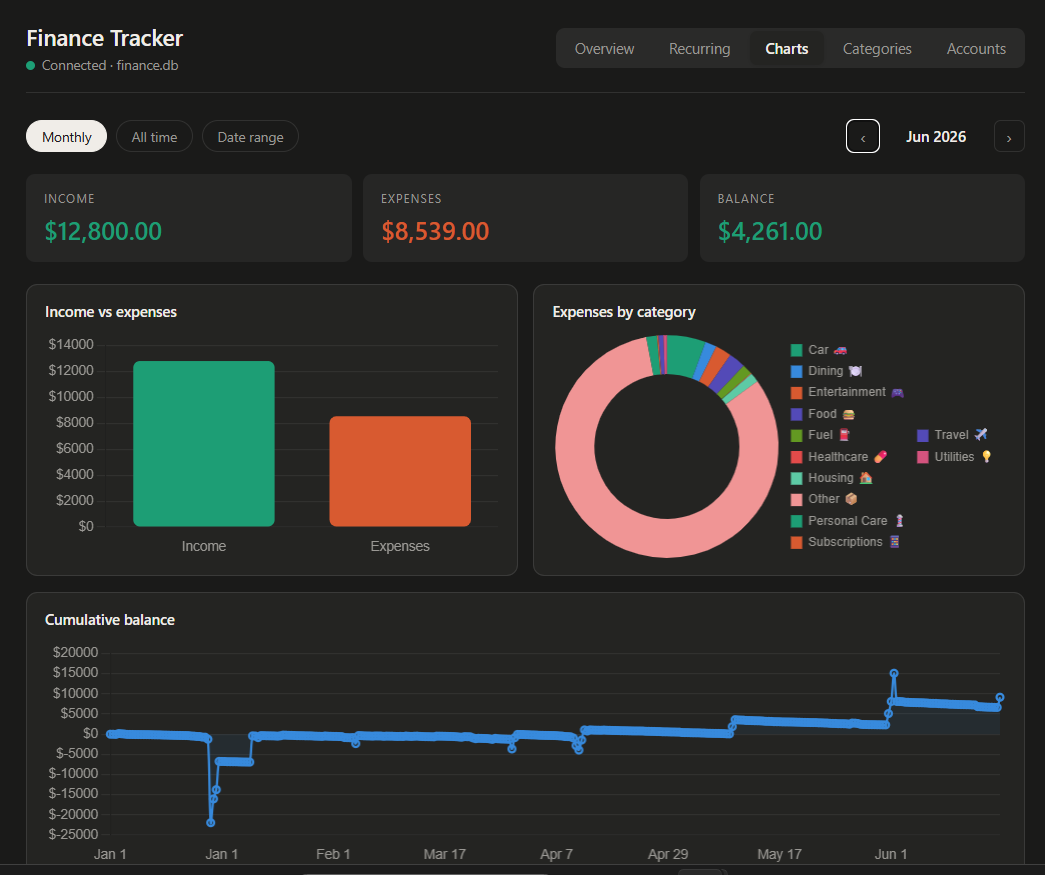 Finance Tracker
Connected · finance.db
Overview Recurring Charts Categories Accounts
Monthly All time Date range
‹ Jun 2026 ›
INCOME
$12,800.00
EXPENSES
$8,539.00
BALANCE
$4,261.00
Income vs expenses
$14000
$12000
$10000
$8000
$6000
$4000
$2000
$0
Income Expenses
Expenses by category
Car 🚗
Dining 🍽️
Entertainment 🎮
Food 🍔
Fuel ⛽
Healthcare 💊
Housing 🏠
Other 📦
Personal Care 💈
Subscriptions 🧾
Travel ✈️
Utilities 💡
Cumulative balance
$20000
$15000
$10000
$5000
$0
$-5000
$-10000
$-15000
$-20000
$-25000
Jan 1 Jan 1 Feb 1 Mar 17 Apr 7 Apr 29 May 17 Jun 1